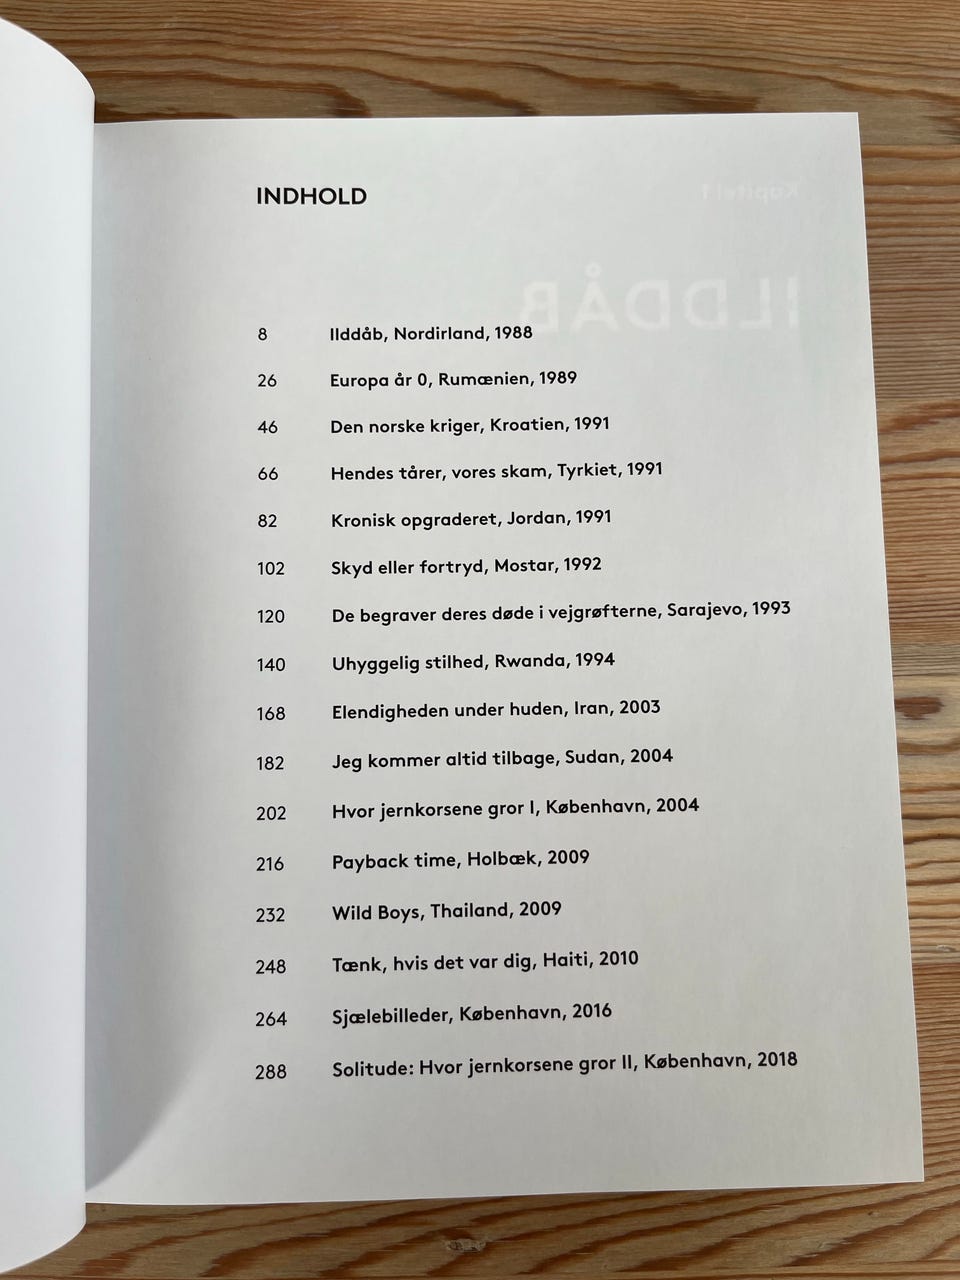 INDHOLD
Kapitel 1
ILDDÅB
8 Ilddåb, Nordirland, 1988
26 Europa år 0, Rumænien, 1989
46 Den norske kriger, Kroatien, 1991
66 Hendes tårer, vores skam, Tyrkiet, 1991
82 Kronisk opgraderet, Jordan, 1991
102 Skyd eller fortryd, Mostar, 1992
120 De begraver deres døde i vejgrøfterne, Sarajevo, 1993
140 Uhyggelig stilhed, Rwanda, 1994
168 Elendigheden under huden, Iran, 2003
182 Jeg kommer altid tilbage, Sudan, 2004
202 Hvor jernkorsene gror I, København, 2004
216 Payback time, Holbæk, 2009
232 Wild Boys, Thailand, 2009
248 Tænk, hvis det var dig, Haiti, 2010
264 Sjælebilleder, København, 2016
288 Solitude: Hvor jernkorsene gror II, København, 2018